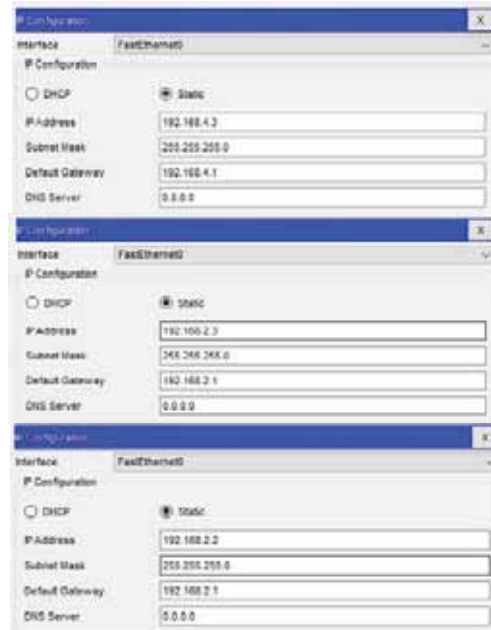 IP Configuration X
Interface FastEthernet0
IP Configuration
DHCP Static
IP Address 192.168.4.3
Subnet Mask 255.255.255.0
Default Gateway 192.168.4.1
DNS Server 0.0.0.0
IP Configuration X
Interface FastEthernet0
IP Configuration
DHCP Static
IP Address 192.168.2.3
Subnet Mask 255.255.255.0
Default Gateway 192.168.2.1
DNS Server 0.0.0.0
IP Configuration X
Interface FastEthernet0
IP Configuration
DHCP Static
IP Address 192.168.2.2
Subnet Mask 255.255.255.0
Default Gateway 192.168.2.1
DNS Server 0.0.0.0